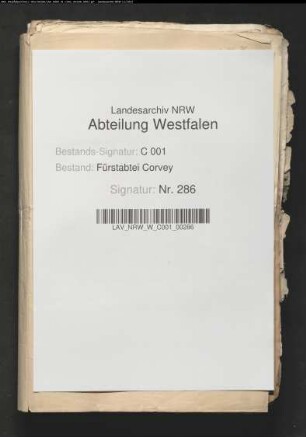 Landesarchiv NRW
Abteilung Westfalen
Bestands-Signatur: C 001
Bestand: Fürstabtei Corvey
Signatur: Nr. 286
LAV_NRW_W_C001_00286